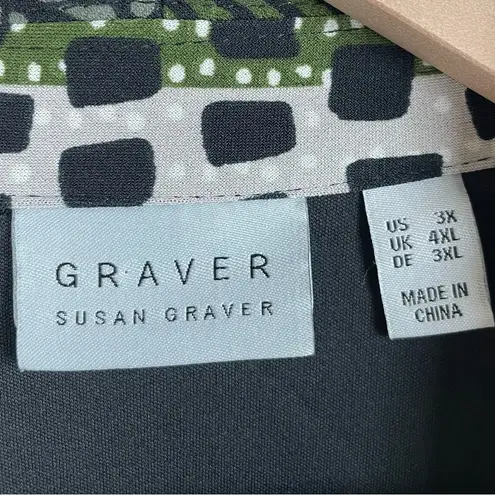 GRAVER
SUSAN GRAVER
US 3X
UK 4XL
DE 3XL
MADE IN
CHINA